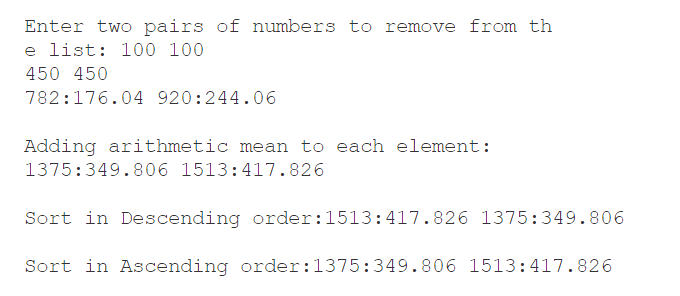 Enter two pairs of numbers to remove from th
e list: 100 100
450 450
782:176.04 920:244.06
Adding arithmetic mean to each element:
1375:349.806 1513:417.826
Sort in Descending order:1513:417.826 1375:349.806
Sort in Ascending order:1375:349.806 1513:417.826